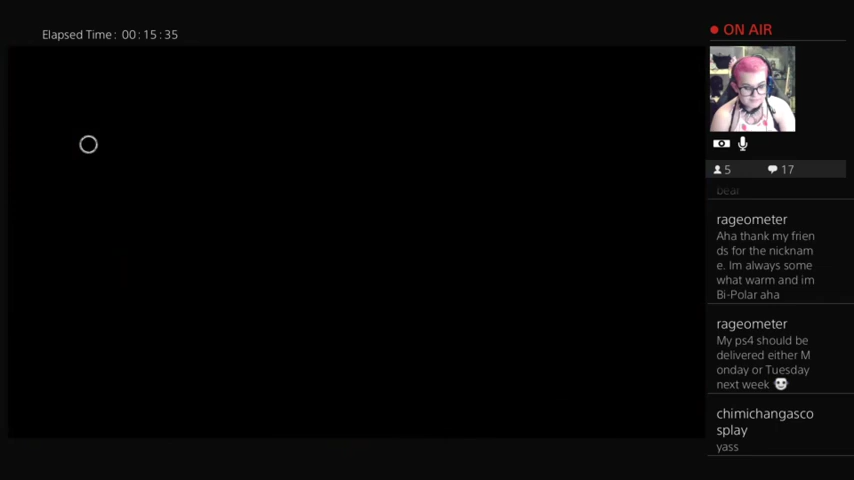 Elapsed Time: 00:15:35
ON AIR
5 17
bear
rageometer
Aha thank my frien
ds for the nicknam
e. Im always some
what warm and im
Bi-Polar aha
rageometer
My ps4 should be
delivered either M
onday or Tuesday
next week
chimichangasco
splay
yass